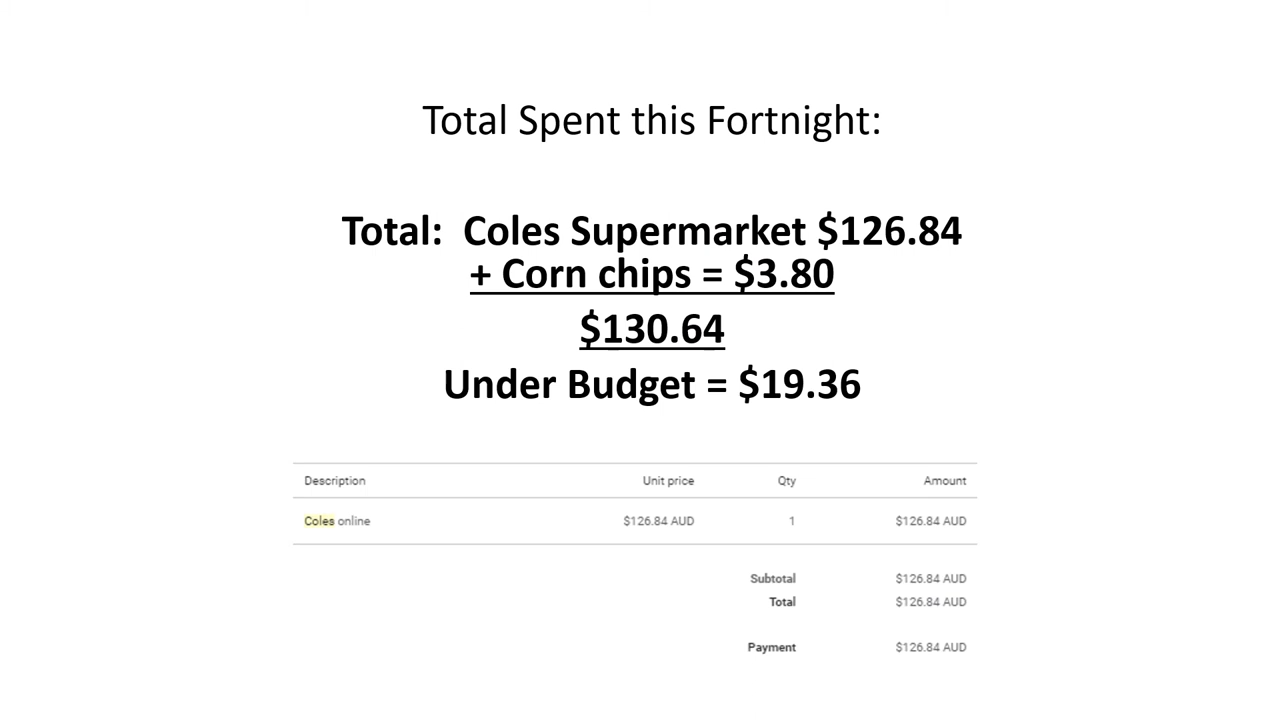 Total Spent this Fortnight:
Total:  Coles Supermarket $126.84
+ Corn chips = $3.80
$130.64
Under Budget = $19.36
Description Unit price Qty Amount
Coles online $126.84 AUD 1 $126.84 AUD
Subtotal $126.84 AUD
Total $126.84 AUD
Payment $126.84 AUD